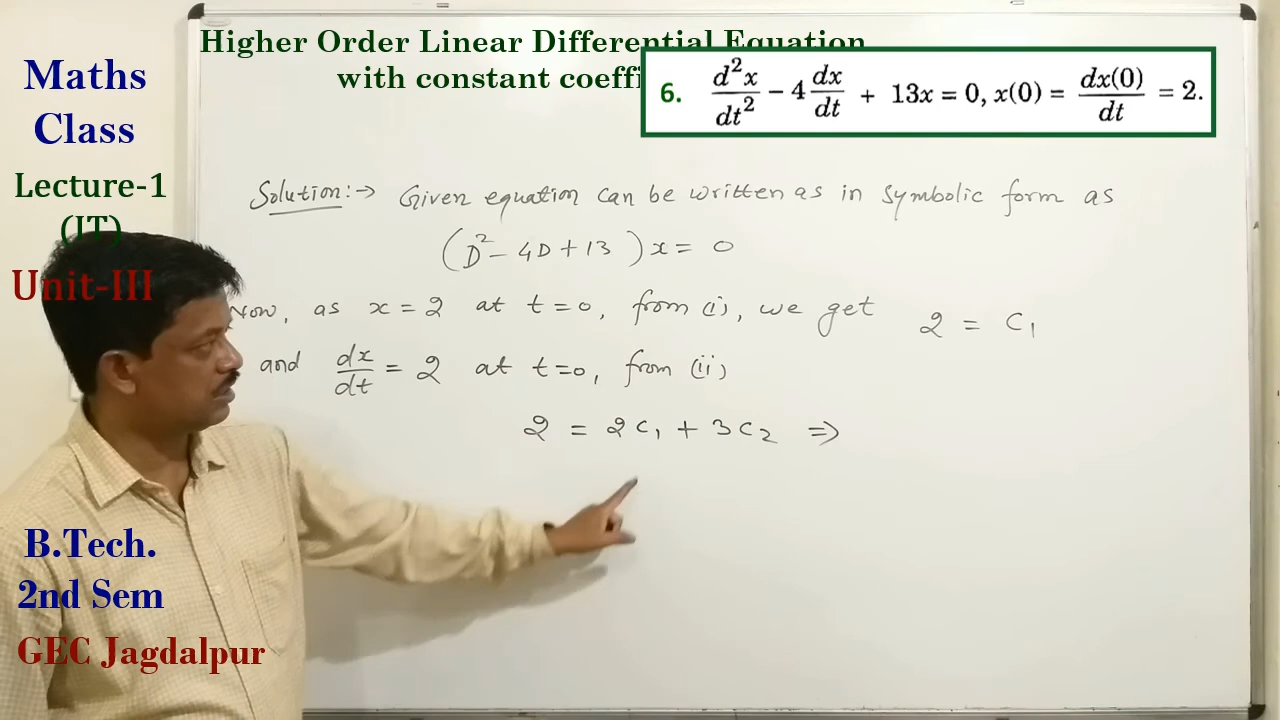 Higher Order Linear Differential Equation
with constant coeffi
6. d²x/dt² − 4 dx/dt + 13x = 0, x(0) = dx(0)/dt = 2.
Maths
Class
Lecture-1
(IT)
Unit-III
Solution:→ Given equation can be written as in symbolic form as
(D² − 4D + 13) x = 0
Now, as x = 2 at t = 0, from (i), we get 2 = C₁
and dx/dt = 2 at t=0, from (ii)
2 = 2C₁ + 3C₂ ⇒
B.Tech.
2nd Sem
GEC Jagdalpur